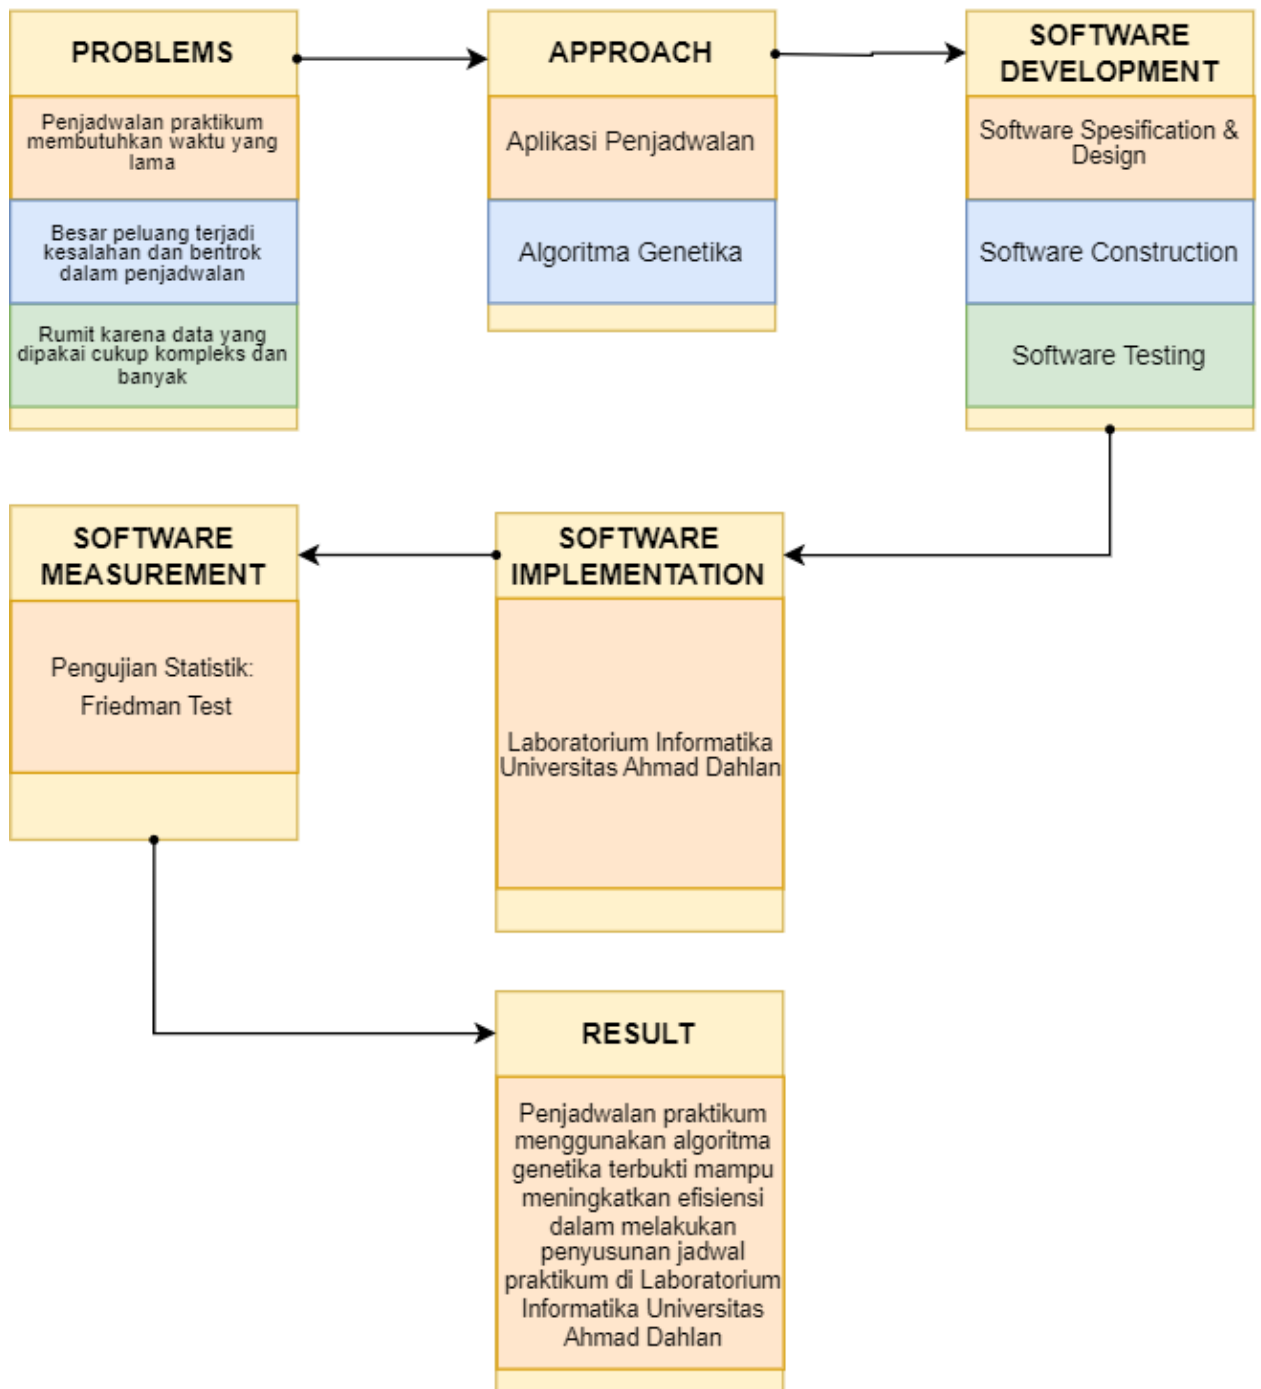 PROBLEMS
Penjadwalan praktikum
membutuhkan waktu yang
lama
Besar peluang terjadi
kesalahan dan bentrok
dalam penjadwalan
Rumit karena data yang
dipakai cukup kompleks dan
banyak
APPROACH
Aplikasi Penjadwalan
Algoritma Genetika
SOFTWARE
DEVELOPMENT
Software Spesification &
Design
Software Construction
Software Testing
SOFTWARE
IMPLEMENTATION
Laboratorium Informatika
Universitas Ahmad Dahlan
SOFTWARE
MEASUREMENT
Pengujian Statistik:
Friedman Test
RESULT
Penjadwalan praktikum
menggunakan algoritma
genetika terbukti mampu
meningkatkan efisiensi
dalam melakukan
penyusunan jadwal
praktikum di Laboratorium
Informatika Universitas
Ahmad Dahlan